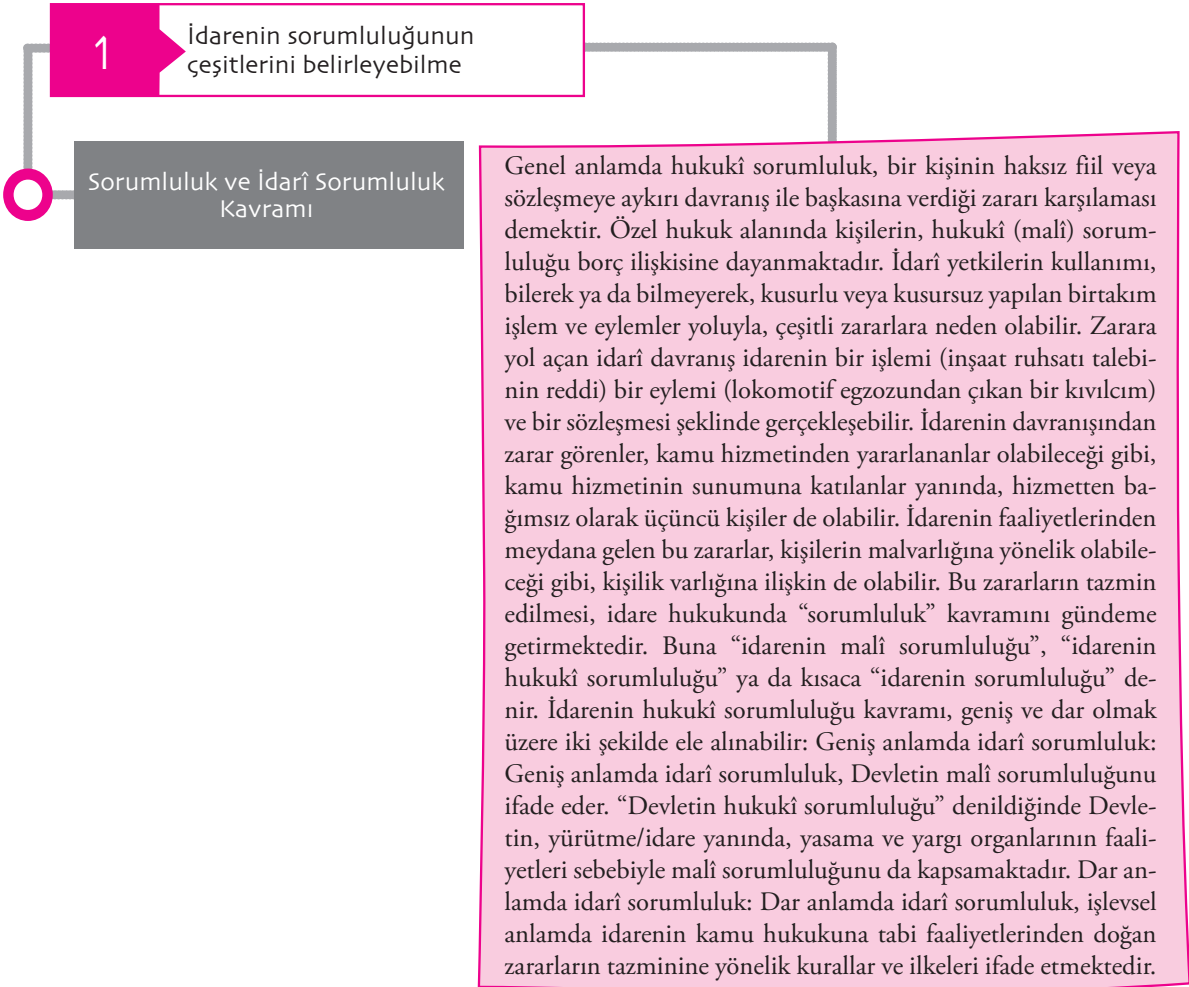 1
İdarenin sorumluluğunun
çeşitlerini belirleyebilme
Sorumluluk ve İdarî Sorumluluk
Kavramı
Genel anlamda hukukî sorumluluk, bir kişinin haksız fiil veya
sözleşmeye aykırı davranış ile başkasına verdiği zararı karşılaması
demektir. Özel hukuk alanında kişilerin, hukukî (malî) sorum-
luluğu borç ilişkisine dayanmaktadır. İdarî yetkilerin kullanımı,
bilerek ya da bilmeyerek, kusurlu veya kusursuz yapılan birtakım
işlem ve eylemler yoluyla, çeşitli zararlara neden olabilir. Zarara
yol açan idarî davranış idarenin bir işlemi (inşaat ruhsatı talebi-
nin reddi) bir eylemi (lokomotif egzozundan çıkan bir kıvılcım)
ve bir sözleşmesi şeklinde gerçekleşebilir. İdarenin davranışından
zarar görenler, kamu hizmetinden yararlananlar olabileceği gibi,
kamu hizmetinin sunumuna katılanlar yanında, hizmetten ba-
ğımsız olarak üçüncü kişiler de olabilir. İdarenin faaliyetlerinden
meydana gelen bu zararlar, kişilerin malvarlığına yönelik olabile-
ceği gibi, kişilik varlığına ilişkin de olabilir. Bu zararların tazmin
edilmesi, idare hukukunda “sorumluluk” kavramını gündeme
getirmektedir. Buna “idarenin malî sorumluluğu”, “idarenin
hukukî sorumluluğu” ya da kısaca “idarenin sorumluluğu” de-
nir. İdarenin hukukî sorumluluğu kavramı, geniş ve dar olmak
üzere iki şekilde ele alınabilir: Geniş anlamda idarî sorumluluk:
Geniş anlamda idarî sorumluluk, Devletin malî sorumluluğunu
ifade eder. “Devletin hukukî sorumluluğu” denildiğinde Devle-
tin, yürütme/idare yanında, yasama ve yargı organlarının faali-
yetleri sebebiyle malî sorumluluğunu da kapsamaktadır. Dar an-
lamda idarî sorumluluk: Dar anlamda idarî sorumluluk, işlevsel
anlamda idarenin kamu hukukuna tabi faaliyetlerinden doğan
zararların tazminine yönelik kurallar ve ilkeleri ifade etmektedir.